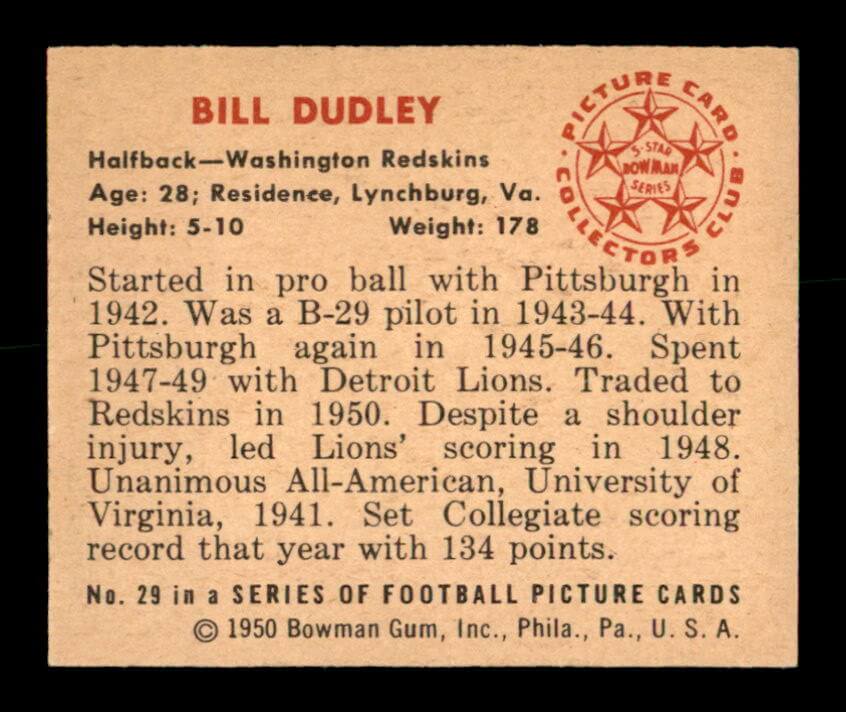 BILL DUDLEY
Halfback—Washington Redskins
Age: 28; Residence, Lynchburg, Va.
Height: 5-10 Weight: 178
PICTURE CARD
COLLECTORS CLUB
5-STAR
BOWMAN
SERIES
Started in pro ball with Pittsburgh in
1942. Was a B-29 pilot in 1943-44. With
Pittsburgh again in 1945-46. Spent
1947-49 with Detroit Lions. Traded to
Redskins in 1950. Despite a shoulder
injury, led Lions' scoring in 1948.
Unanimous All-American, University of
Virginia, 1941. Set Collegiate scoring
record that year with 134 points.
No. 29 in a SERIES OF FOOTBALL PICTURE CARDS
© 1950 Bowman Gum, Inc., Phila., Pa., U. S. A.